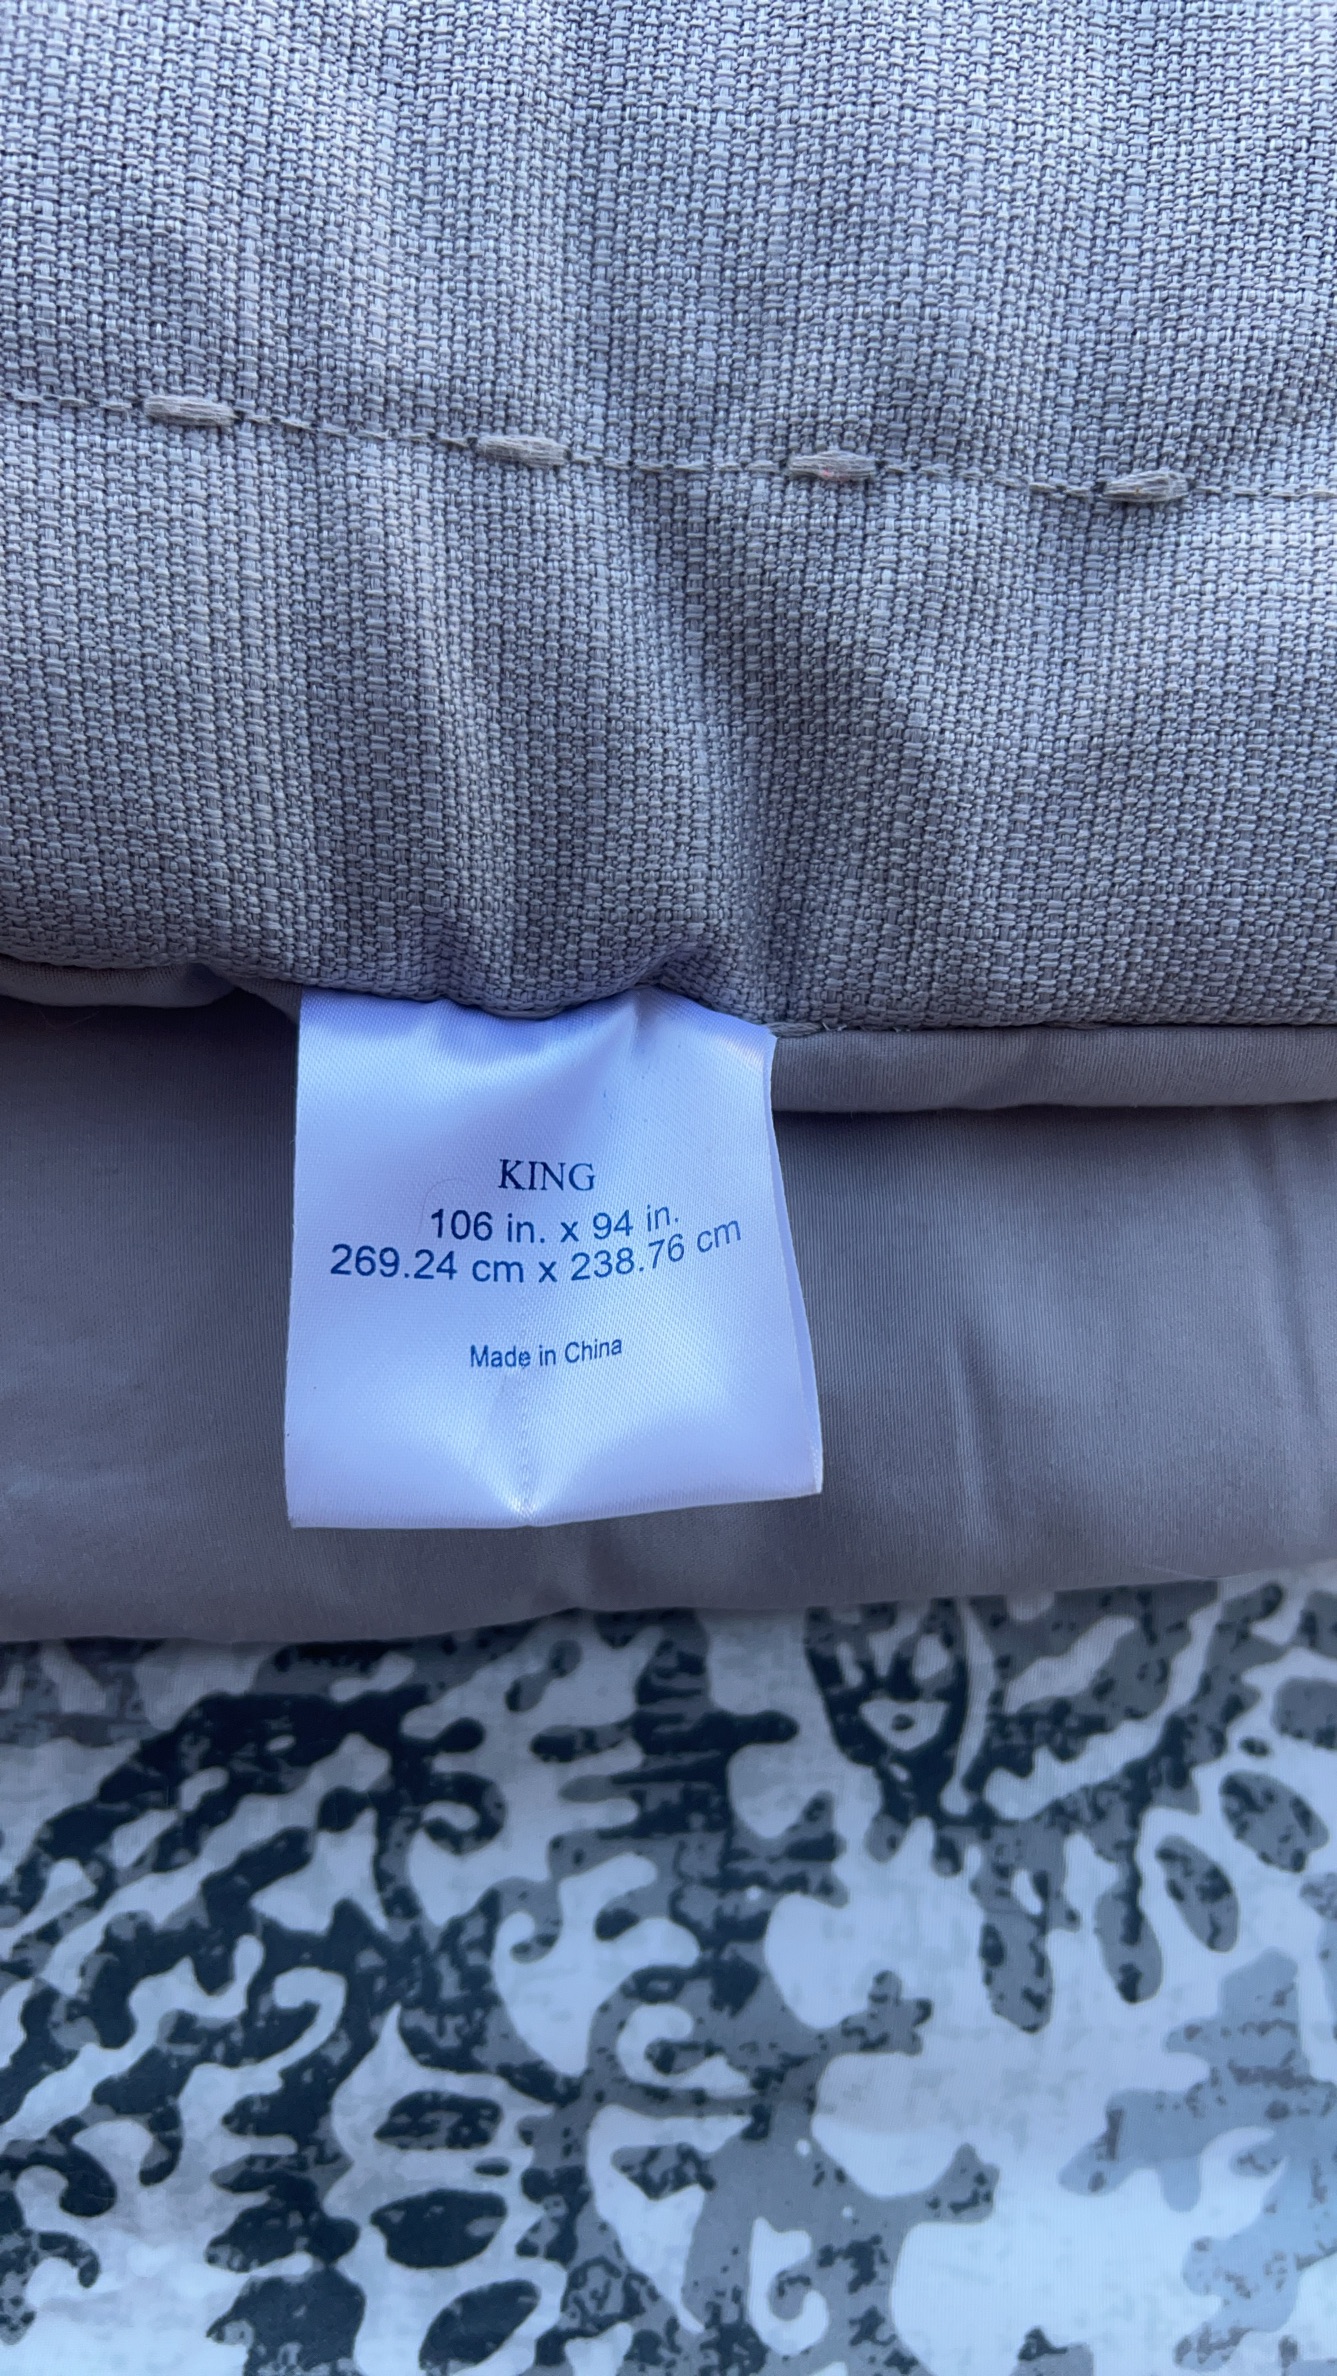 KING
106 in. x 94 in.
269.24 cm x 238.76 cm
Made in China